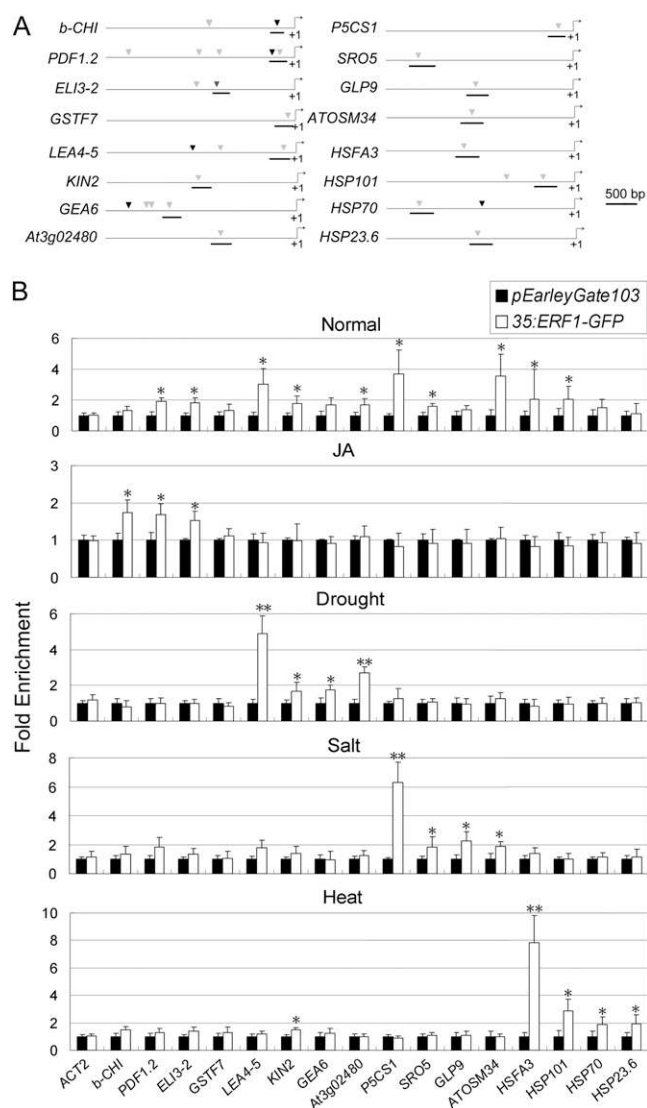 A
b-CHI +1
PDF1.2 +1
ELI3-2 +1
GSTF7 +1
LEA4-5 +1
KIN2 +1
GEA6 +1
At3g02480 +1
P5CS1 +1
SRO5 +1
GLP9 +1
ATOSM34 +1
HSFA3 +1
HSP101 +1
HSP70 +1
HSP23.6 +1
500 bp
B
pEarleyGate103
35:ERF1-GFP
Fold Enrichment
Normal
6
4
2
0
* * * * * * * * * *
JA
3
2
1
0
* * *
Drought
6
4
2
0
** * * **
Salt
8
6
4
2
0
** * * *
Heat
10
8
6
4
2
0
* ** * * *
ACT2 b-CHI PDF1.2 ELI3-2 GSTF7 LEA4-5 KIN2 GEA6 At3g02480 P5CS1 SRO5 GLP9 ATOSM34 HSFA3 HSP101 HSP70 HSP23.6